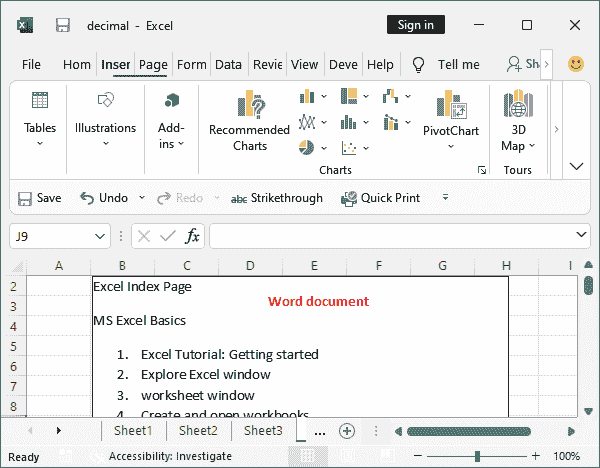 decimal - Excel
Sign in
File Hom Inser Page Form Data Revie View Deve Help Tell me Sh
Tables
Illustrations
Add-
ins
Recommended
Charts
PivotChart
3D
Map
Charts
Tours
Save Undo Redo abc Strikethrough Quick Print
J9
fx
A B C D E F G H I
2 Excel Index Page
3 Word document
4 MS Excel Basics
5 1. Excel Tutorial: Getting started
6 2. Explore Excel window
7 3. worksheet window
8 4. Create and open workbooks
Sheet1 Sheet2 Sheet3 ...
Ready Accessibility: Investigate 100%